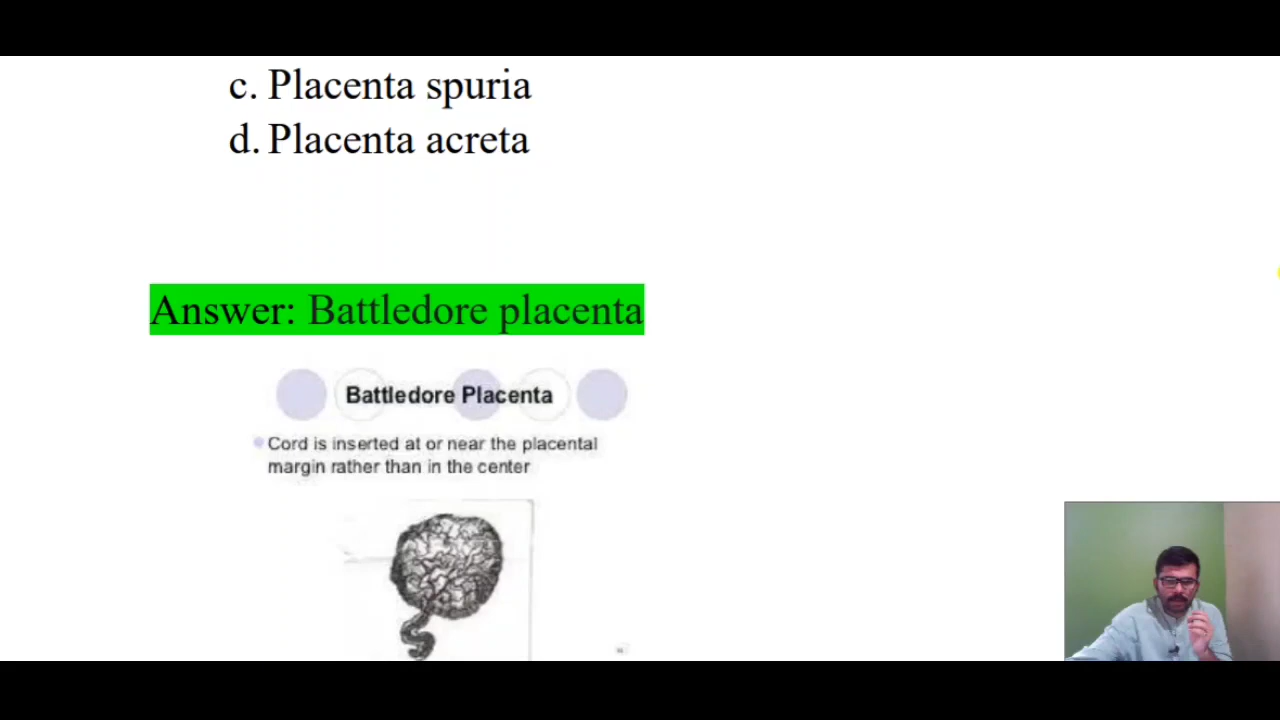 c. Placenta spuria
d. Placenta acreta
Answer: Battledore placenta
Battledore Placenta
Cord is inserted at or near the placental
margin rather than in the center